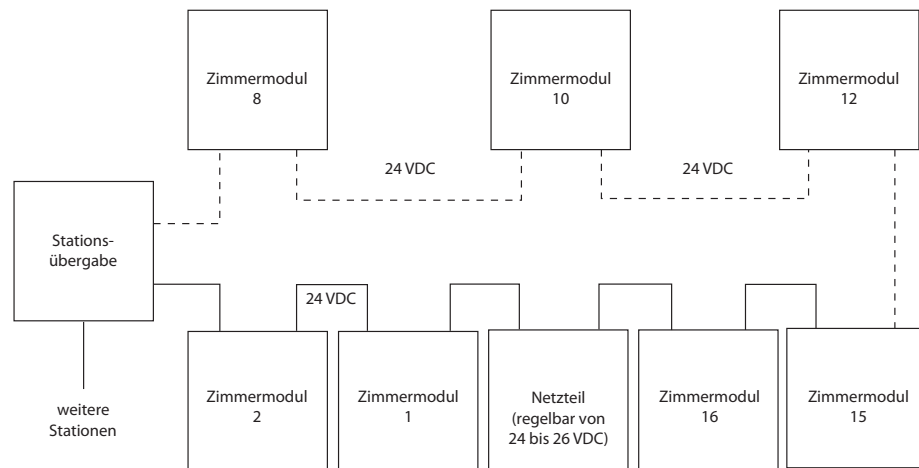 Zimmermodul
8
Zimmermodul
10
Zimmermodul
12
24 VDC
24 VDC
Stations-
übergabe
24 VDC
weitere
Stationen
Zimmermodul
2
Zimmermodul
1
Netzteil
(regelbar von
24 bis 26 VDC)
Zimmermodul
16
Zimmermodul
15